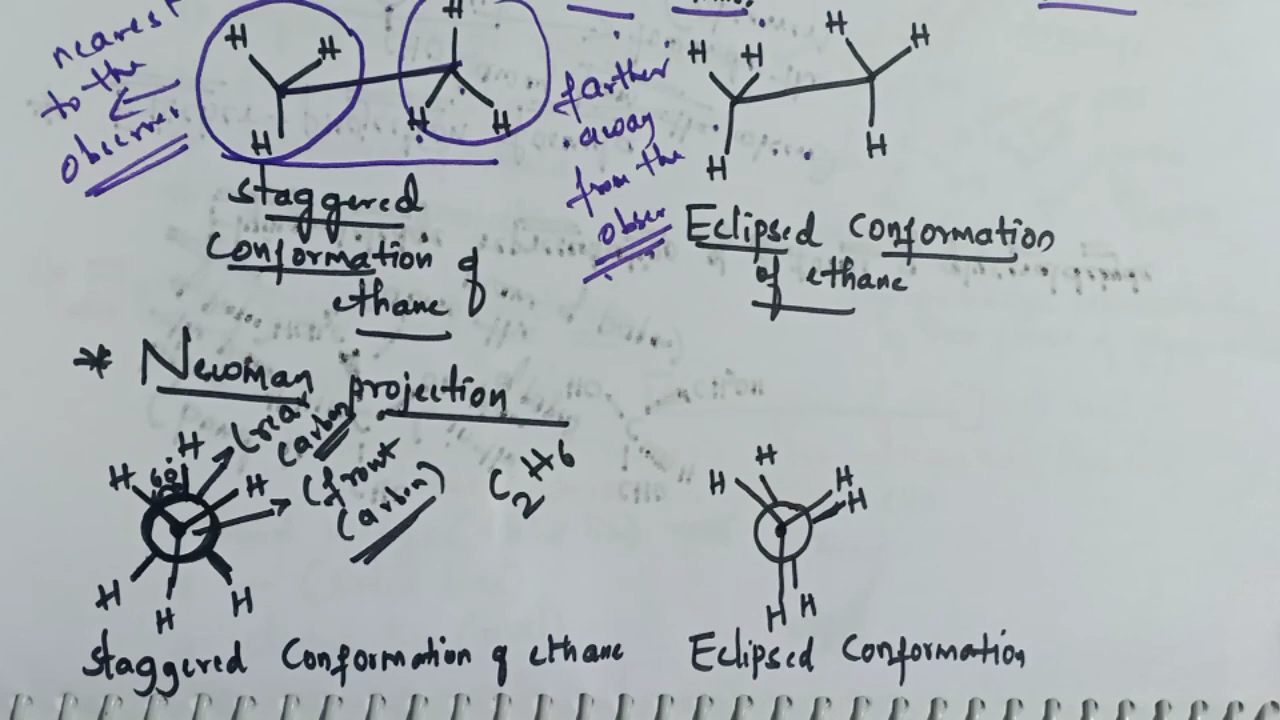 nearest
to the
observer
H
H
H
H
H
H
staggered
conformation of
ethane
farther
away
from the
obser
H
H
H
H
H
H
Eclipsed conformation
of ethane
* Newman projection
(rear
carbon
(front
carbon)
C2H6
H
H
60°
H
H
H
H
Staggered Conformation of ethane
H
H
H
H
H
H
Eclipsed Conformation